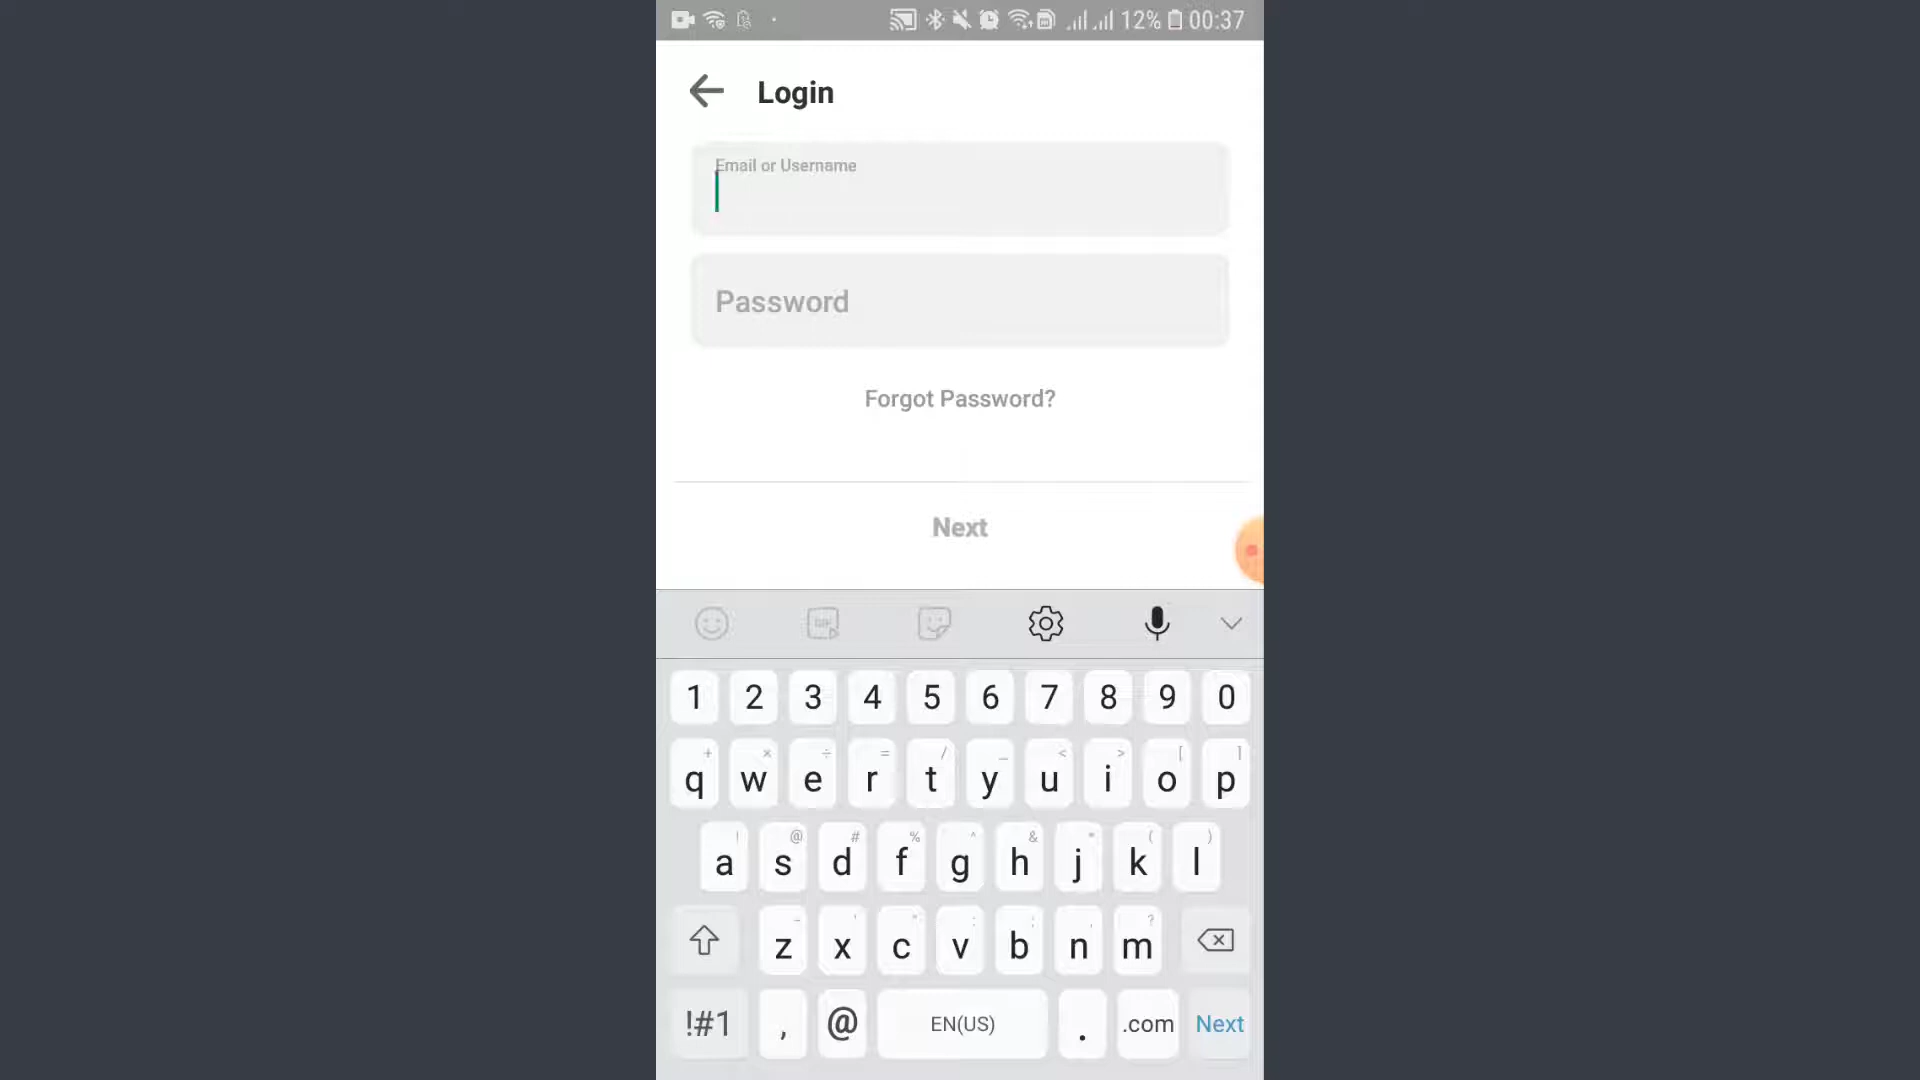 12% 00:37
Login
Email or Username
Password
Forgot Password?
Next
GIF
1 2 3 4 5 6 7 8 9 0
+ × ÷ = / _ < > [ ]
q w e r t y u i o p
! @ # % ^ & * ( )
a s d f g h j k l
- ' " : ; , ?
z x c v b n m
!#1 , @ EN(US) . .com Next